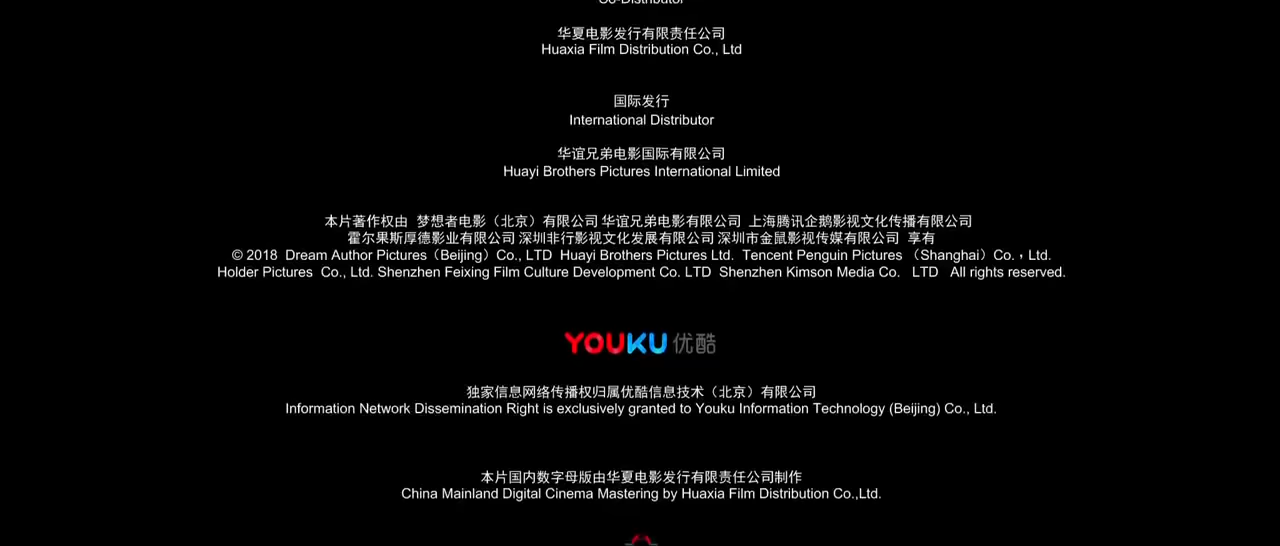 Co-Distributor
华夏电影发行有限责任公司
Huaxia Film Distribution Co., Ltd
国际发行
International Distributor
华谊兄弟电影国际有限公司
Huayi Brothers Pictures International Limited
本片著作权由 梦想者电影（北京）有限公司 华谊兄弟电影有限公司 上海腾讯企鹅影视文化传播有限公司
霍尔果斯厚德影业有限公司 深圳非行影视文化发展有限公司 深圳市金鼠影视传媒有限公司 享有
© 2018 Dream Author Pictures（Beijing）Co., LTD Huayi Brothers Pictures Ltd. Tencent Penguin Pictures （Shanghai）Co.，Ltd.
Holder Pictures Co., Ltd. Shenzhen Feixing Film Culture Development Co. LTD Shenzhen Kimson Media Co. LTD All rights reserved.
YOUKU 优酷
独家信息网络传播权归属优酷信息技术（北京）有限公司
Information Network Dissemination Right is exclusively granted to Youku Information Technology (Beijing) Co., Ltd.
本片国内数字母版由华夏电影发行有限责任公司制作
China Mainland Digital Cinema Mastering by Huaxia Film Distribution Co.,Ltd.